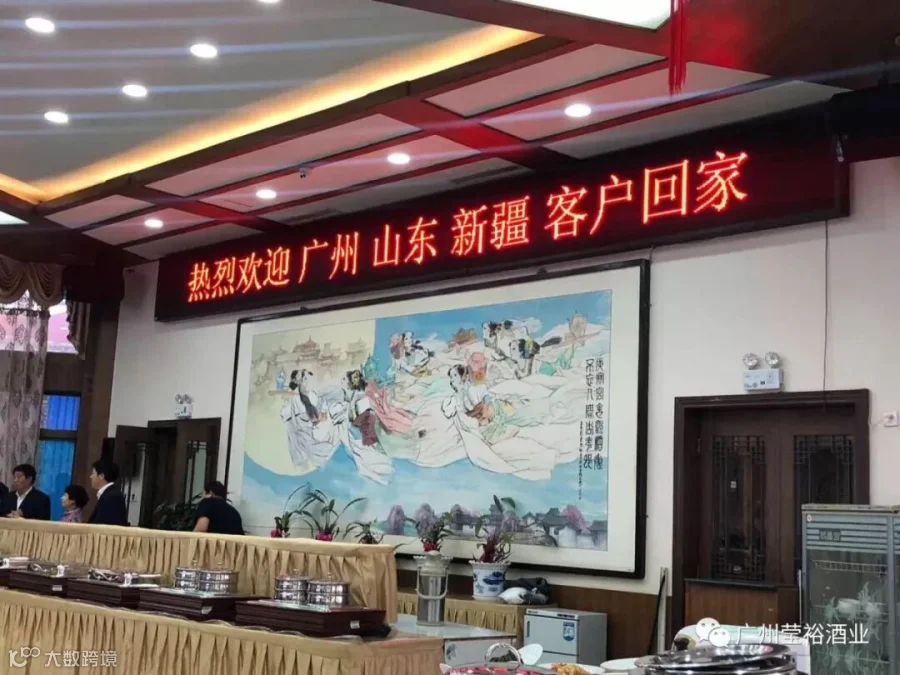 热烈欢迎 广州 山东 新疆 客户回家
广州莹裕酒业
大数跨境